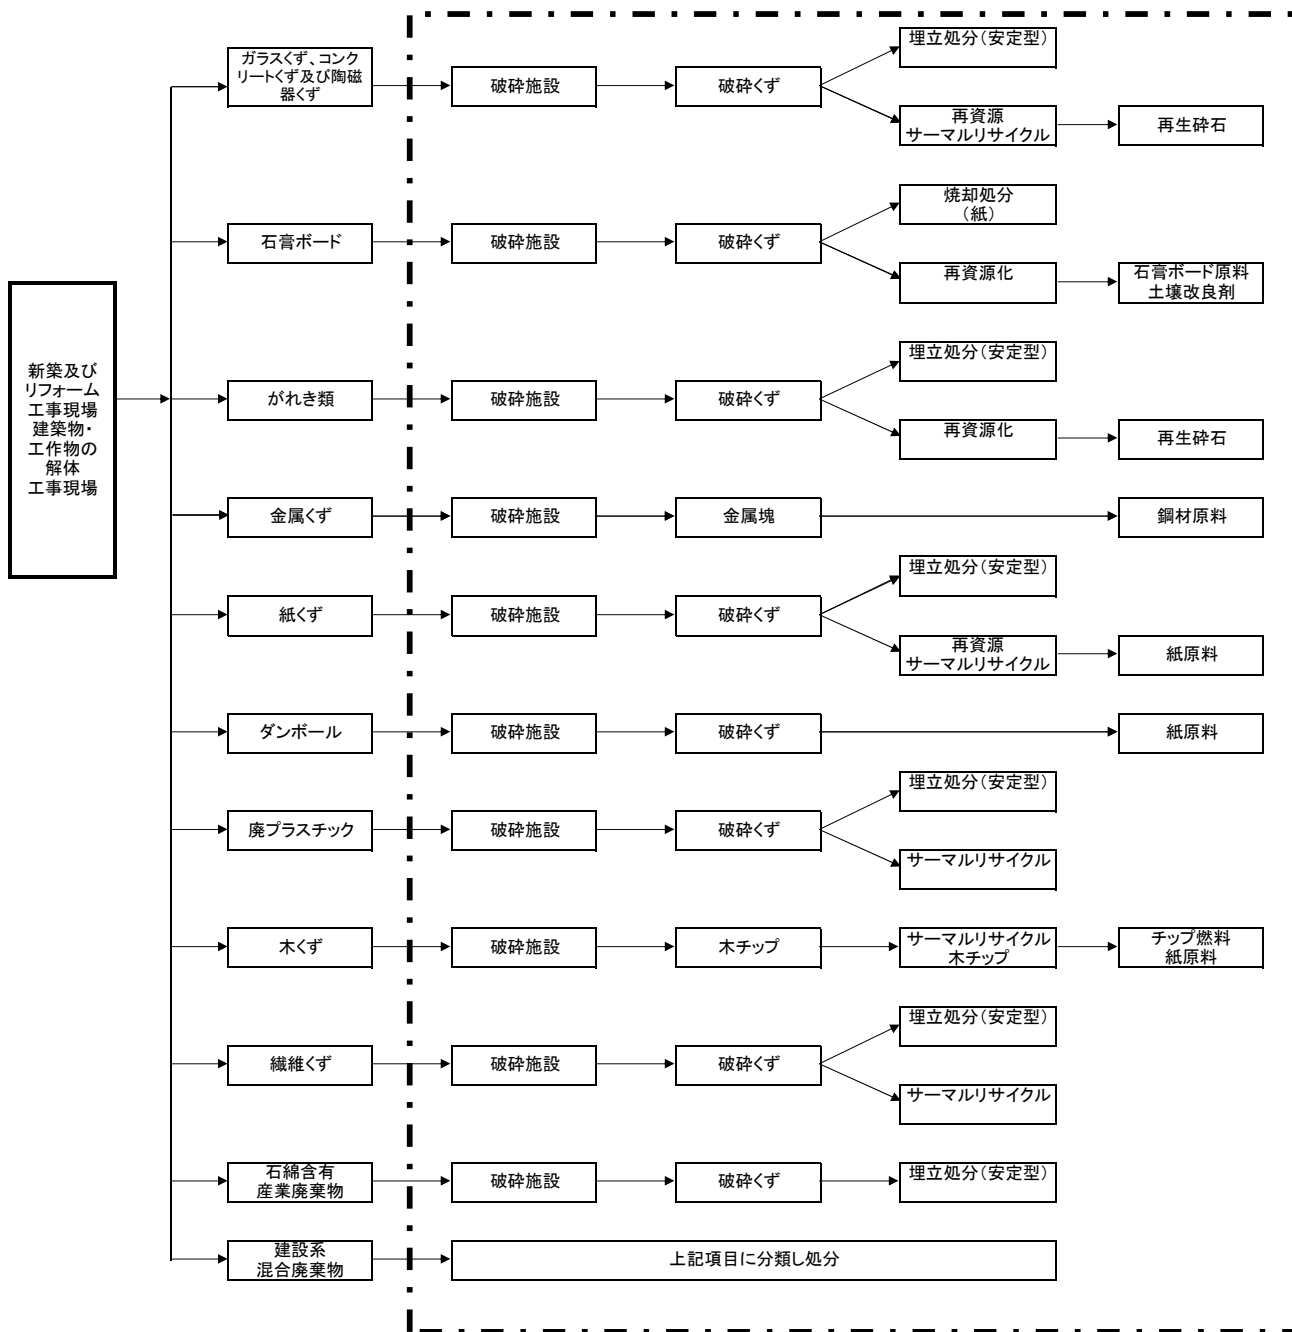 新築及び
リフォーム
工事現場
建築物・
工作物の
解体
工事現場
ガラスくず、コンク
リートくず及び陶磁
器くず
破砕施設
破砕くず
埋立処分（安定型）
再資源
サーマルリサイクル
再生砕石
石膏ボード
破砕施設
破砕くず
焼却処分
（紙）
再資源化
石膏ボード原料
土壌改良剤
がれき類
破砕施設
破砕くず
埋立処分（安定型）
再資源化
再生砕石
金属くず
破砕施設
金属塊
鋼材原料
紙くず
破砕施設
破砕くず
埋立処分（安定型）
再資源
サーマルリサイクル
紙原料
ダンボール
破砕施設
破砕くず
紙原料
廃プラスチック
破砕施設
破砕くず
埋立処分（安定型）
サーマルリサイクル
木くず
破砕施設
木チップ
サーマルリサイクル
木チップ
チップ燃料
紙原料
繊維くず
破砕施設
破砕くず
埋立処分（安定型）
サーマルリサイクル
石綿含有
産業廃棄物
破砕施設
破砕くず
埋立処分（安定型）
建設系
混合廃棄物
上記項目に分類し処分